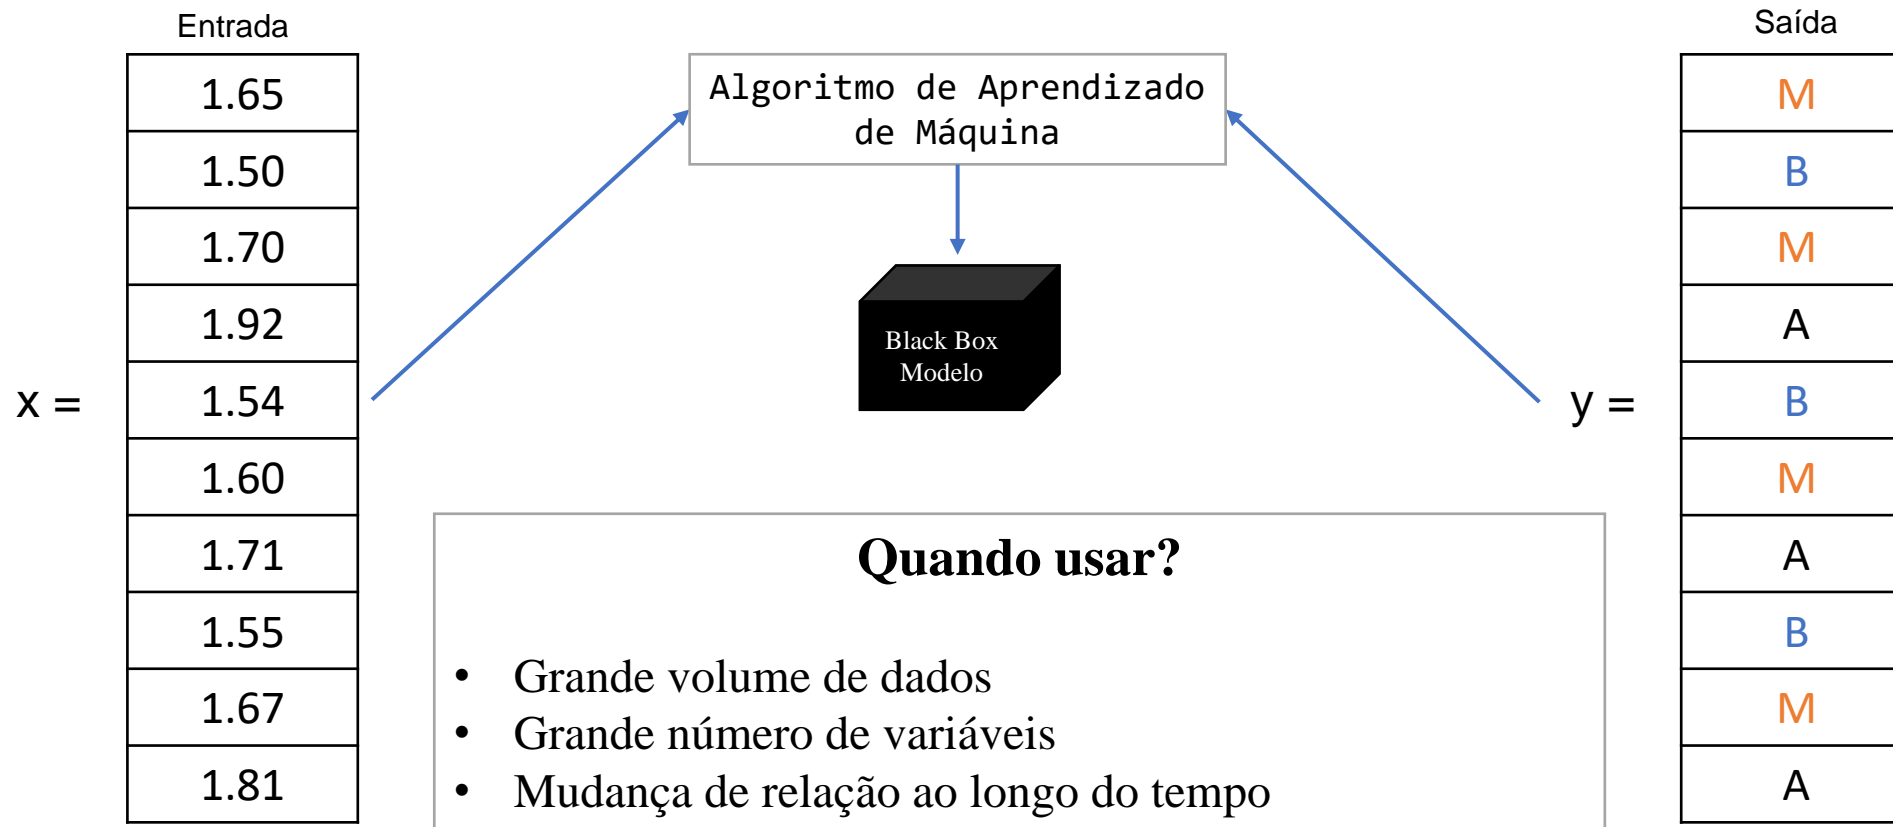 Entrada
x =
1.65
1.50
1.70
1.92
1.54
1.60
1.71
1.55
1.67
1.81
Algoritmo de Aprendizado
de Máquina
Black Box
Modelo
Quando usar?
• Grande volume de dados
• Grande número de variáveis
• Mudança de relação ao longo do tempo
Saída
y =
M
B
M
A
B
M
A
B
M
A